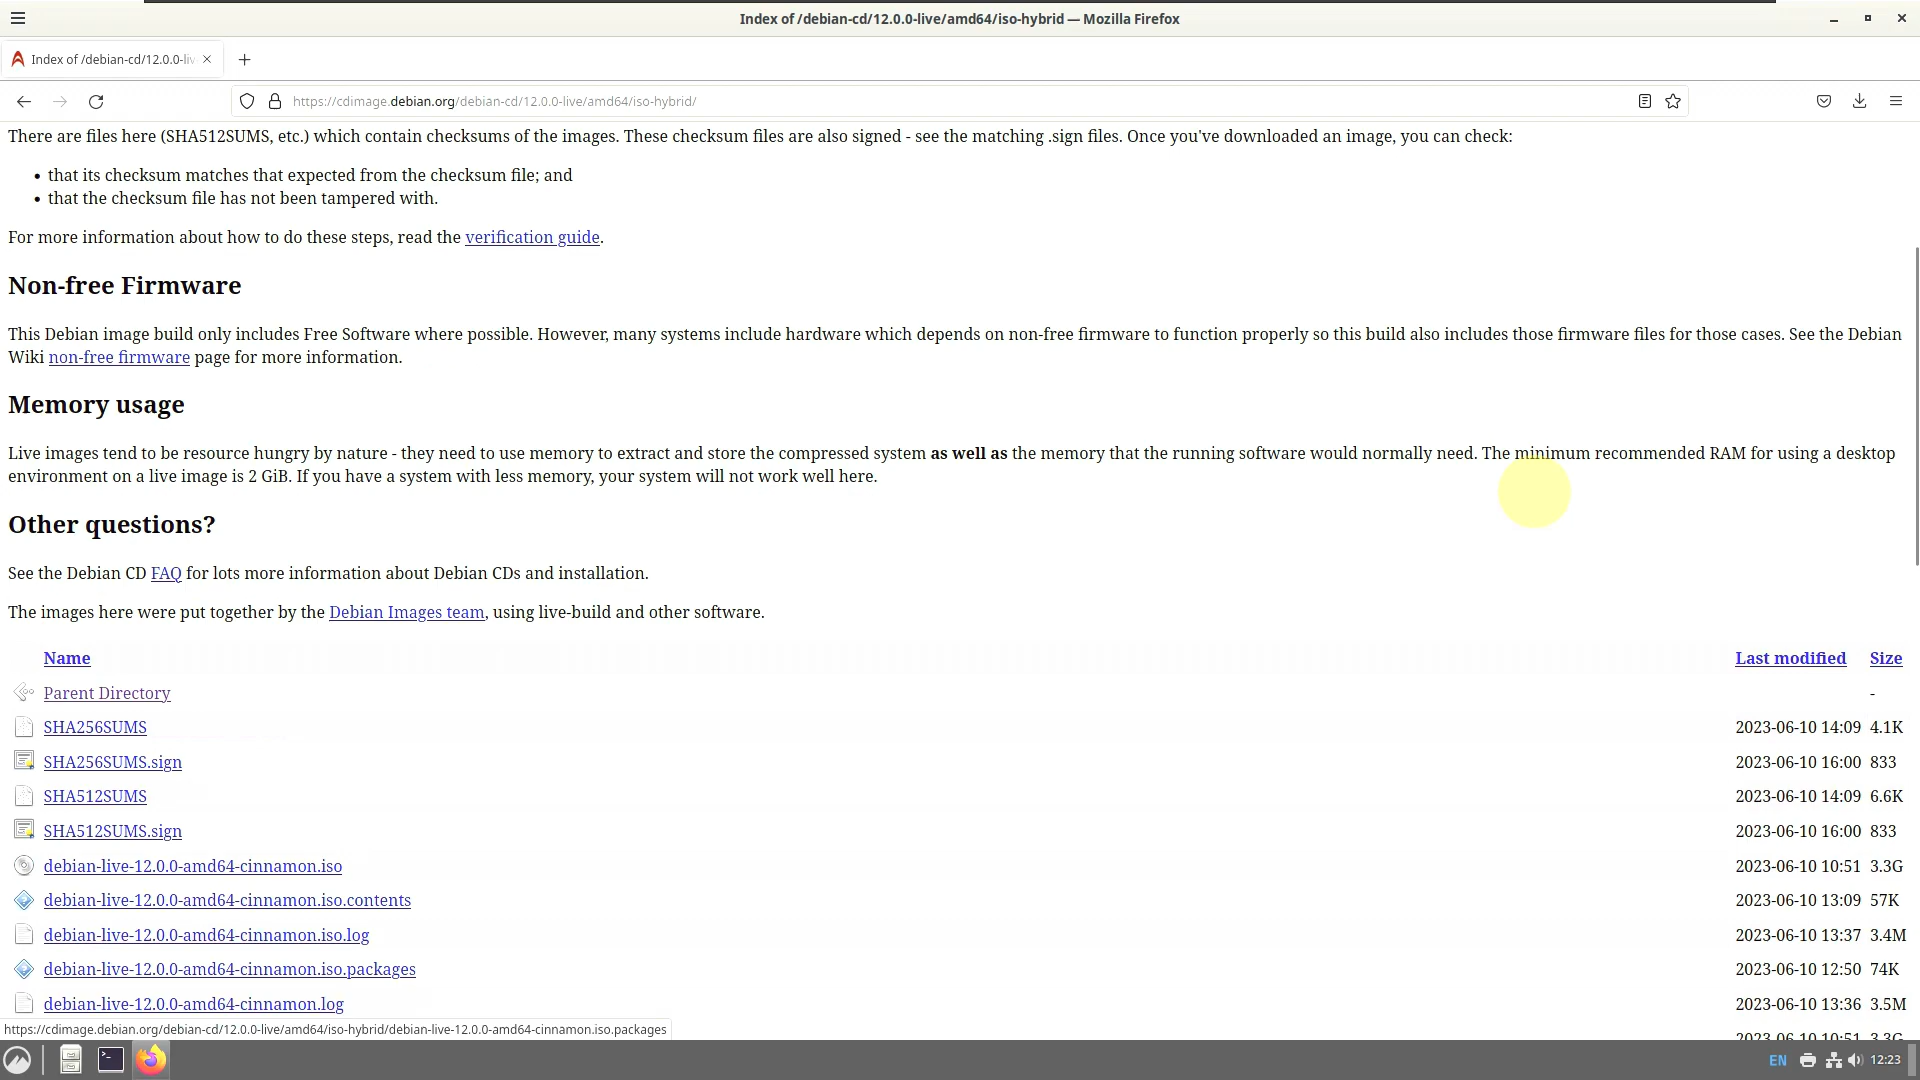 Index of /debian-cd/12.0.0-live/amd64/iso-hybrid — Mozilla Firefox
Index of /debian-cd/12.0.0-liv
https://cdimage.debian.org/debian-cd/12.0.0-live/amd64/iso-hybrid/
There are files here (SHA512SUMS, etc.) which contain checksums of the images. These checksum files are also signed - see the matching .sign files. Once you've downloaded an image, you can check:
• that its checksum matches that expected from the checksum file; and
• that the checksum file has not been tampered with.
For more information about how to do these steps, read the verification guide.
Non-free Firmware
This Debian image build only includes Free Software where possible. However, many systems include hardware which depends on non-free firmware to function properly so this build also includes those firmware files for those cases. See the Debian
Wiki non-free firmware page for more information.
Memory usage
Live images tend to be resource hungry by nature - they need to use memory to extract and store the compressed system as well as the memory that the running software would normally need. The minimum recommended RAM for using a desktop
environment on a live image is 2 GiB. If you have a system with less memory, your system will not work well here.
Other questions?
See the Debian CD FAQ for lots more information about Debian CDs and installation.
The images here were put together by the Debian Images team, using live-build and other software.
Name Last modified Size
Parent Directory -
SHA256SUMS 2023-06-10 14:09 4.1K
SHA256SUMS.sign 2023-06-10 16:00 833
SHA512SUMS 2023-06-10 14:09 6.6K
SHA512SUMS.sign 2023-06-10 16:00 833
debian-live-12.0.0-amd64-cinnamon.iso 2023-06-10 10:51 3.3G
debian-live-12.0.0-amd64-cinnamon.iso.contents 2023-06-10 13:09 57K
debian-live-12.0.0-amd64-cinnamon.iso.log 2023-06-10 13:37 3.4M
debian-live-12.0.0-amd64-cinnamon.iso.packages 2023-06-10 12:50 74K
debian-live-12.0.0-amd64-cinnamon.log 2023-06-10 13:36 3.5M
2023-06-10 10:51 3.3G
https://cdimage.debian.org/debian-cd/12.0.0-live/amd64/iso-hybrid/debian-live-12.0.0-amd64-cinnamon.iso.packages
EN 12:23